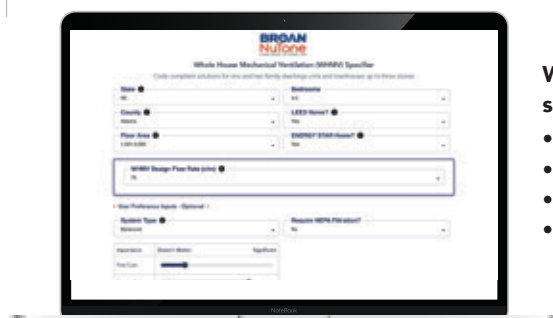 BROAN
NuTone
Whole House Mechanical Ventilation (WHMV) Specifier
Code compliant solutions for one and two family dwellings units and townhouses up to three stories
State
Bedrooms
County
LEED Home?
Yes
Floor Area
ENERGY STAR Home?
Yes
WHMV Design Flow Rate (cfm)
75
User Preference Inputs - Optional
System Type
Require HEPA Filtration?
Balanced
No
Importance
Doesn't Matter
Significant
First Cost
NoteBook
W
s
•
•
•
•